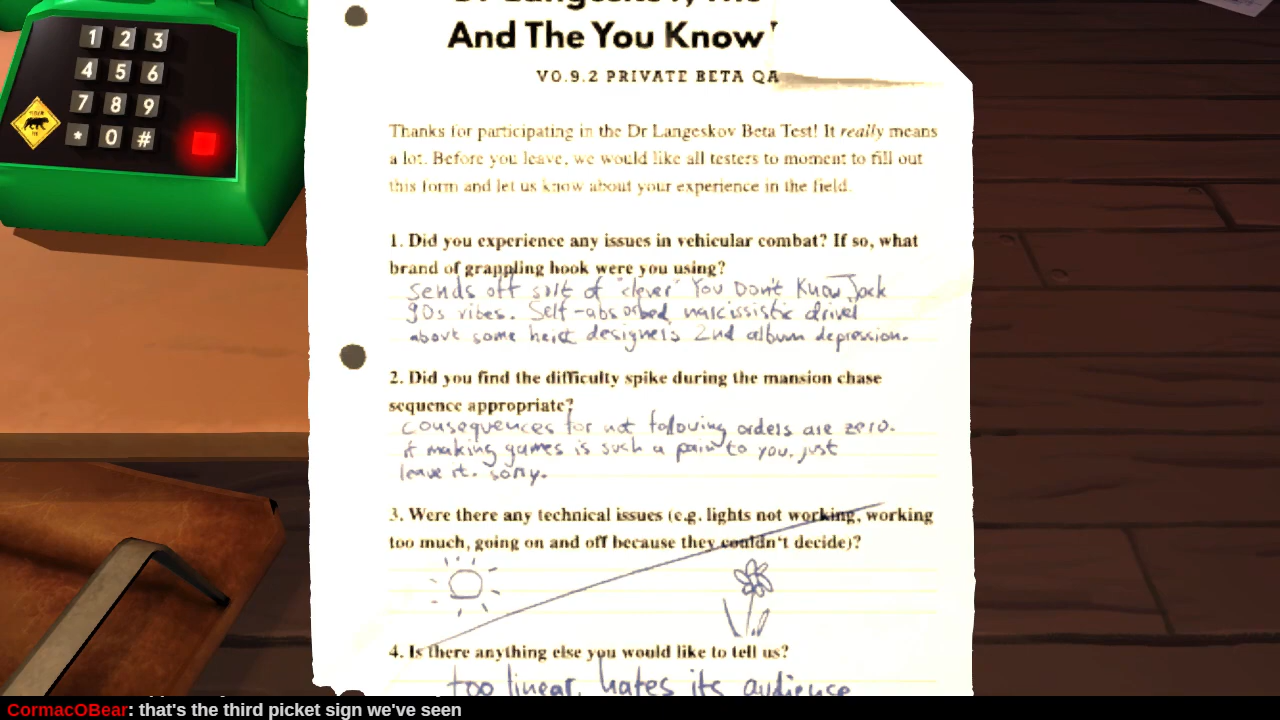 1 2 3
4 5 6
7 8 9
* 0 #
Dr Langeskov, The
And The You Know
V0.9.2 PRIVATE BETA QA
Thanks for participating in the Dr Langeskov Beta Test! It really means
a lot. Before you leave, we would like all testers to moment to fill out
this form and let us know about your experience in the field.
1. Did you experience any issues in vehicular combat? If so, what
brand of grappling hook were you using?
sends off sort of "clever" You Don't Know Jack
90s vibes. Self-absorbed narcissistic drivel
about some heist designer's 2nd album depression.
2. Did you find the difficulty spike during the mansion chase
sequence appropriate?
consequences for not following orders are zero.
if making games is such a pain to you, just
leave it. sorry.
3. Were there any technical issues (e.g. lights not working, working
too much, going on and off because they couldn't decide)?
4. Is there anything else you would like to tell us?
too linear, hates its audience
CormacOBear: that's the third picket sign we've seen